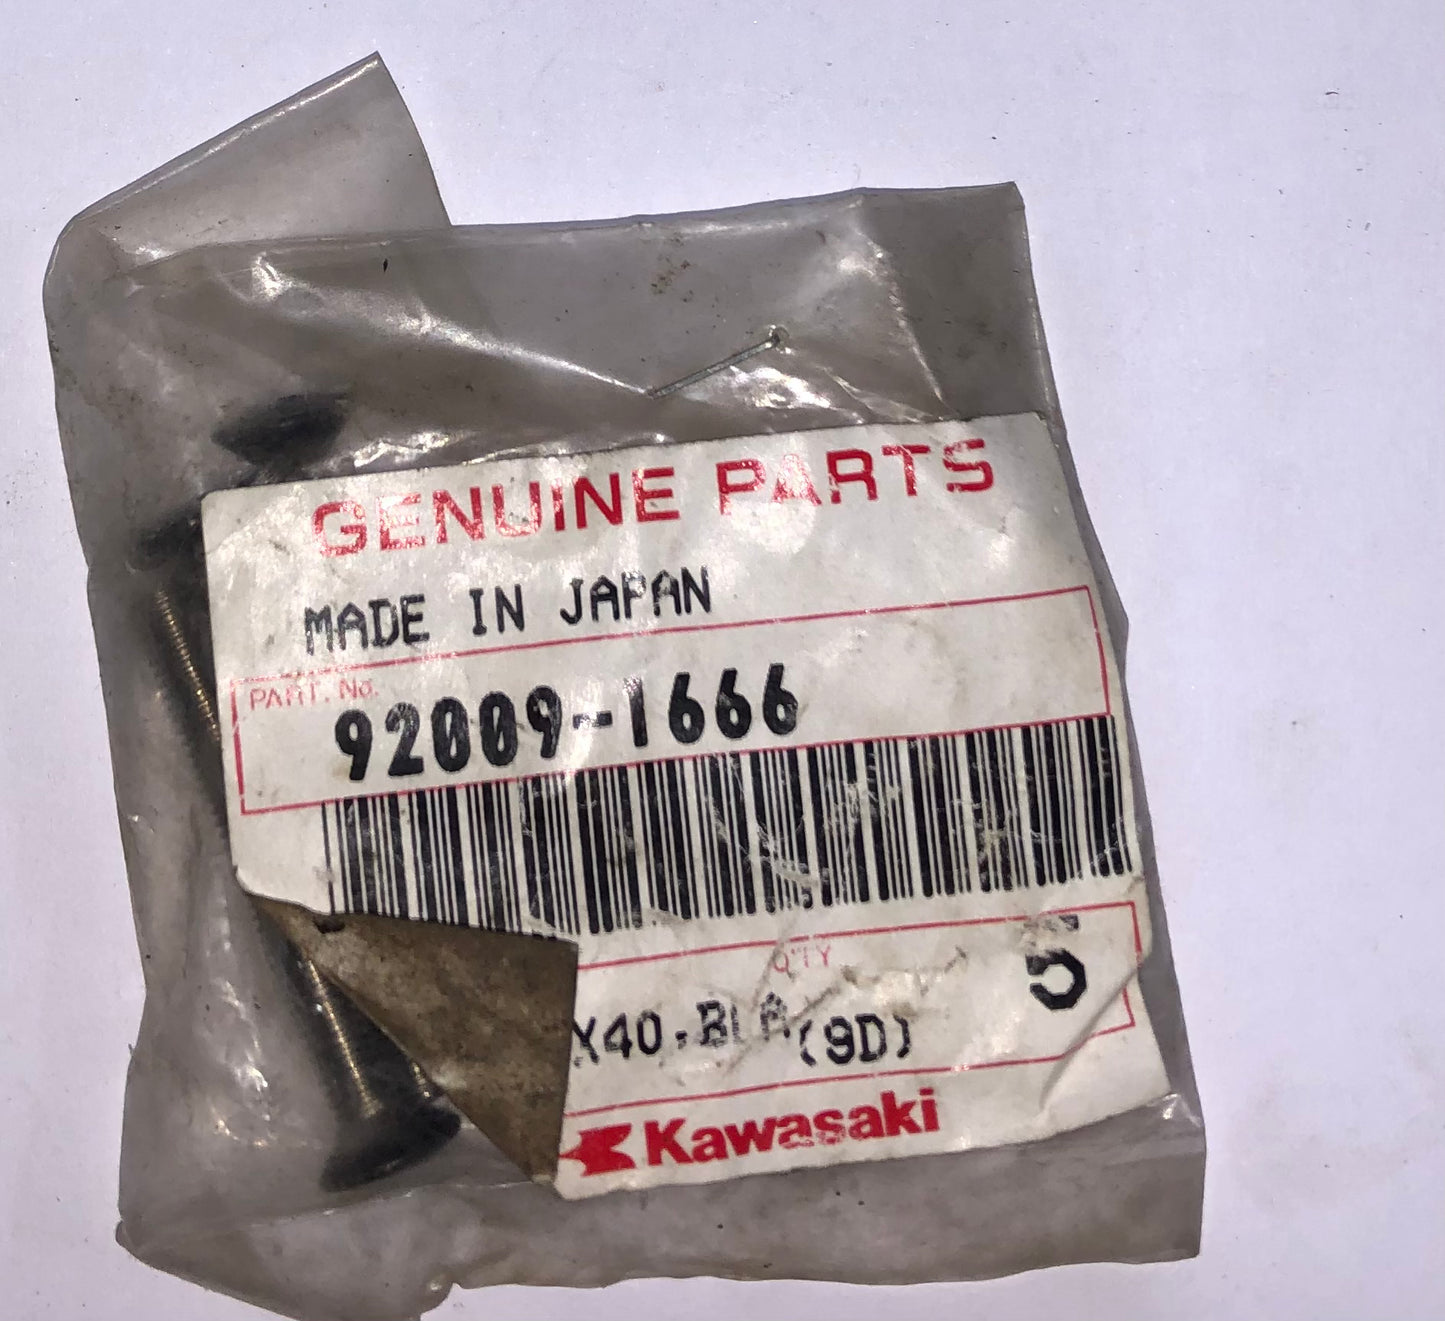 GENUINE PARTS
MADE IN JAPAN
PART. No.
92009-1666
Q'TY
5
X40,BLA (9D)
Kawasaki